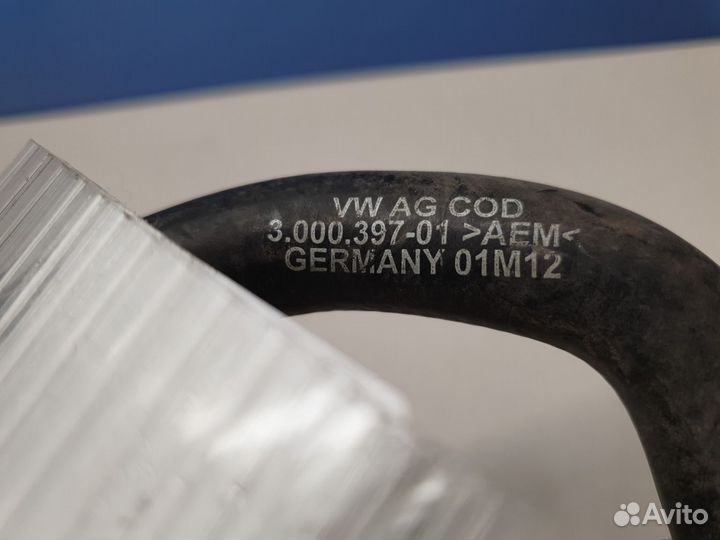 VW AG COD
3.000.397-01 >AEM<
GERMANY 01M12
Avito